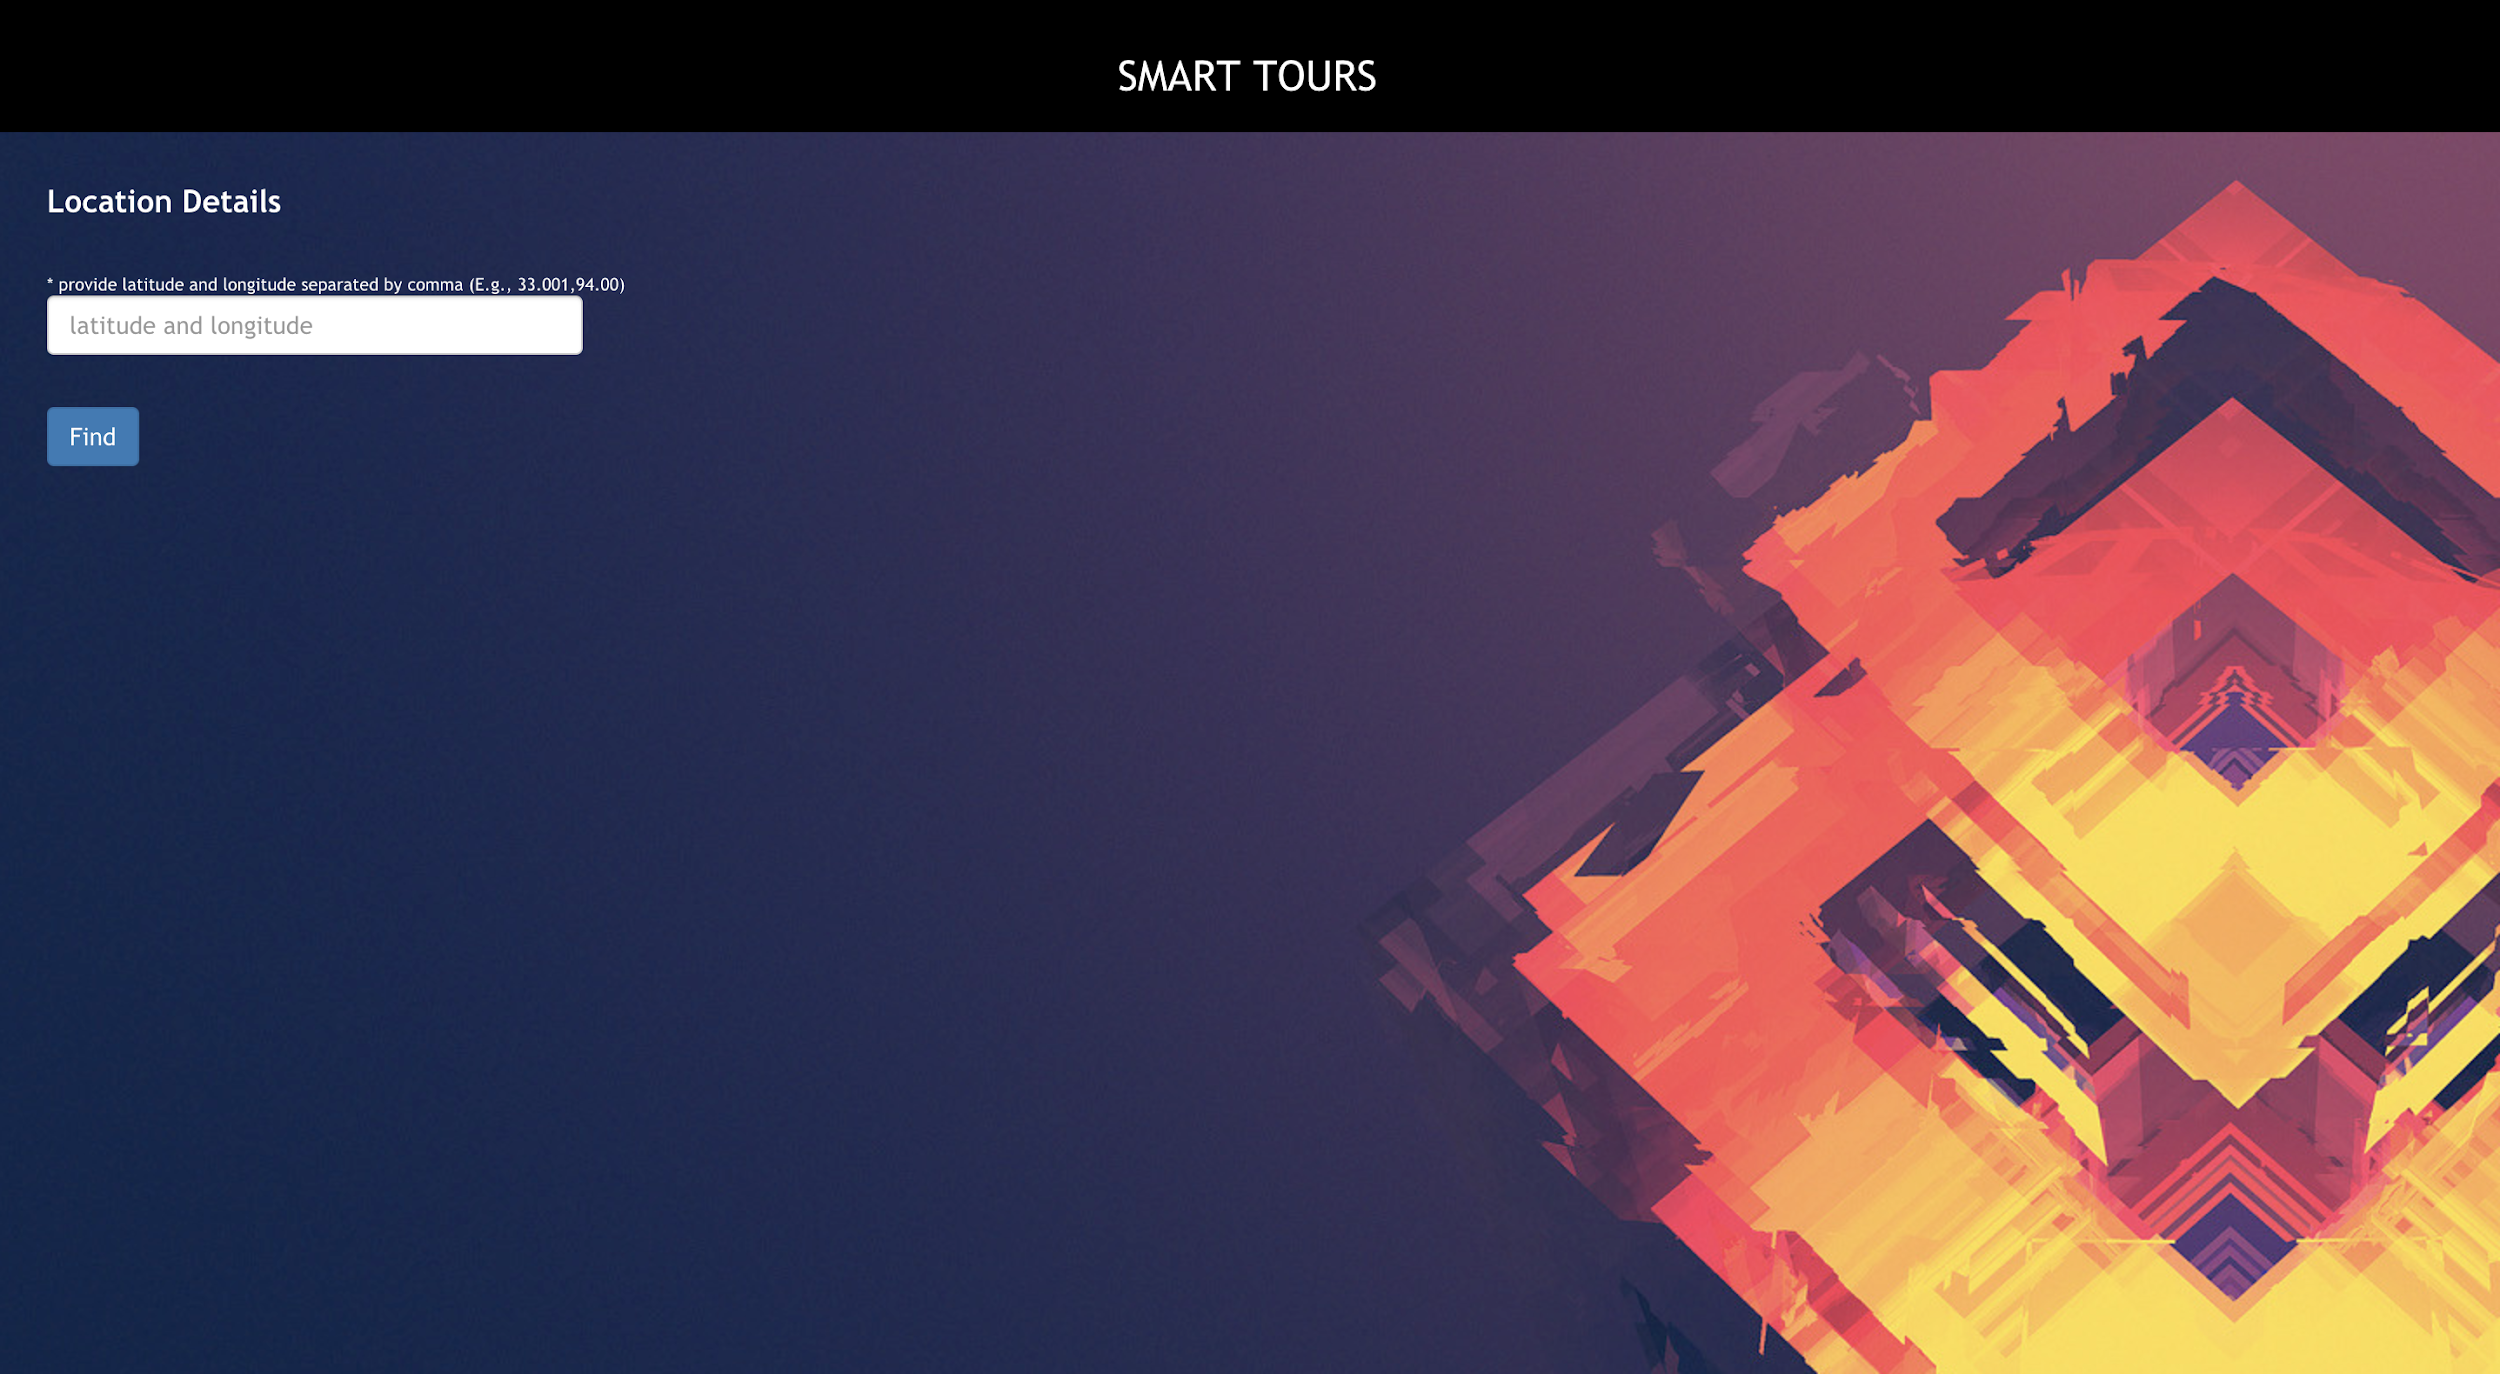 SMART TOURS
Location Details
* provide latitude and longitude separated by comma (E.g., 33.001,94.00)
latitude and longitude
Find